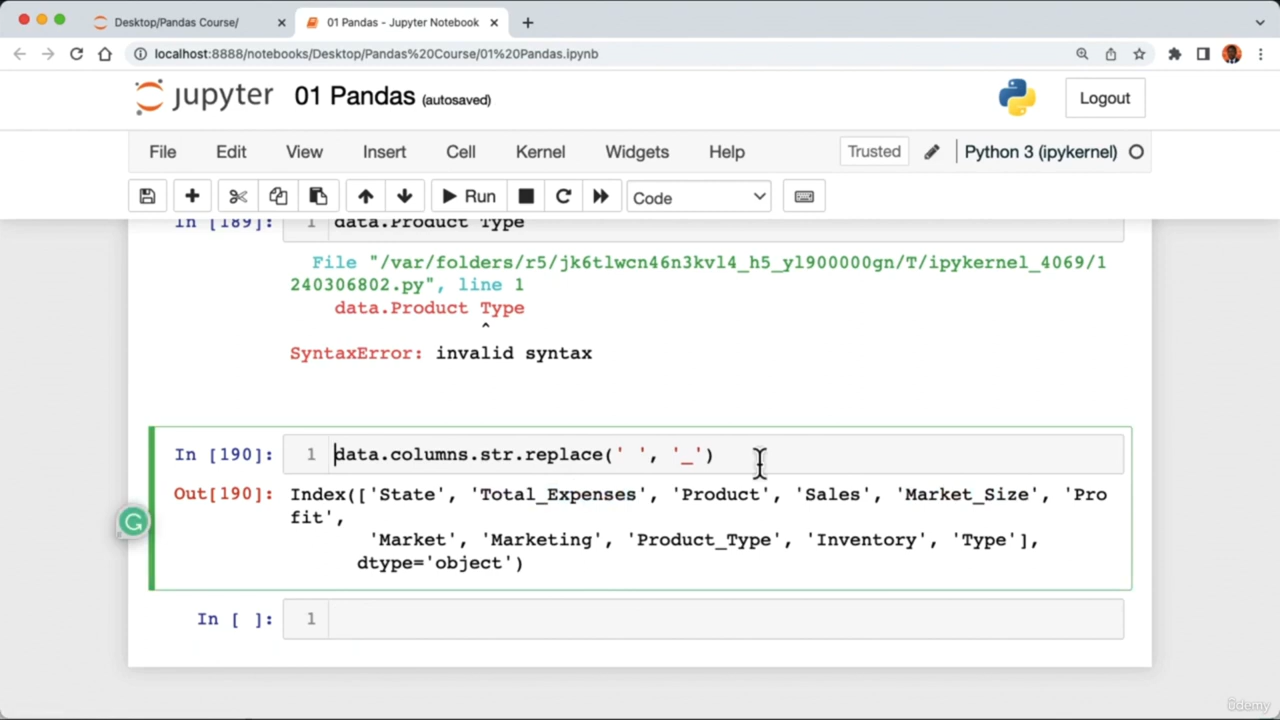 Desktop/Pandas Course/
01 Pandas - Jupyter Notebook
localhost:8888/notebooks/Desktop/Pandas%20Course/01%20Pandas.ipynb
jupyter 01 Pandas (autosaved)
Logout
File Edit View Insert Cell Kernel Widgets Help Trusted Python 3 (ipykernel)
Run Code
In [189]: 1 data.Product Type
File "/var/folders/r5/jk6tlwcn46n3kvl4_h5_yl900000gn/T/ipykernel_4069/1
240306802.py", line 1
data.Product Type
^
SyntaxError: invalid syntax
In [190]: 1 data.columns.str.replace(' ', '_')
Out[190]: Index(['State', 'Total_Expenses', 'Product', 'Sales', 'Market_Size', 'Pro
fit',
'Market', 'Marketing', 'Product_Type', 'Inventory', 'Type'],
dtype='object')
In [ ]: 1
ûdemy